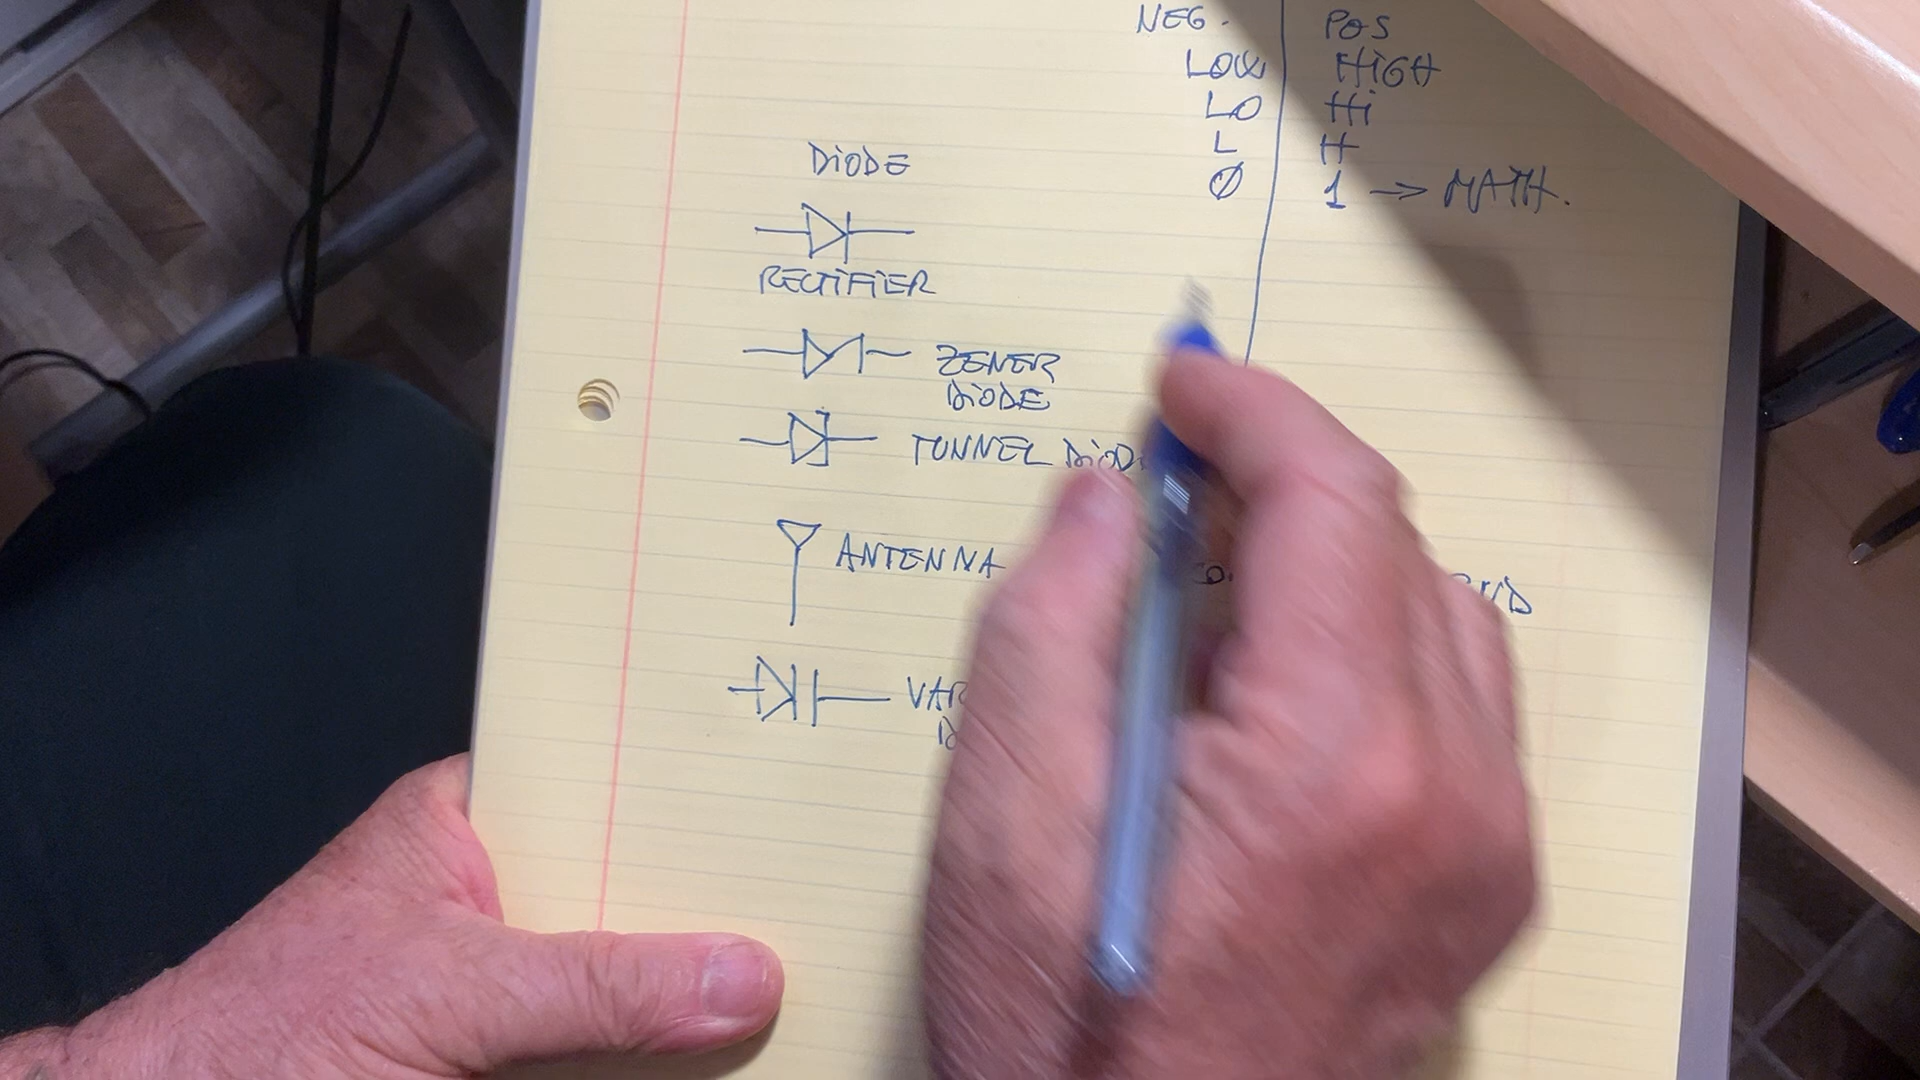 NEG. POS
LOW HIGH
LO Hi
L H
Ø 1 → MATH.
DiODE
RECTIFIER
ZENER
DiODE
TUNNEL
ANTENNA